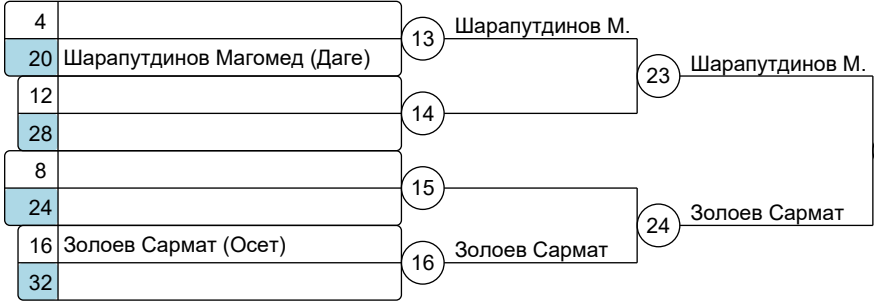 4
20 Шарапутдинов Магомед (Даге)
12
28
8
24
16 Золоев Сармат (Осет)
32
13 Шарапутдинов М.
14
15
16 Золоев Сармат
23 Шарапутдинов М.
24 Золоев Сармат